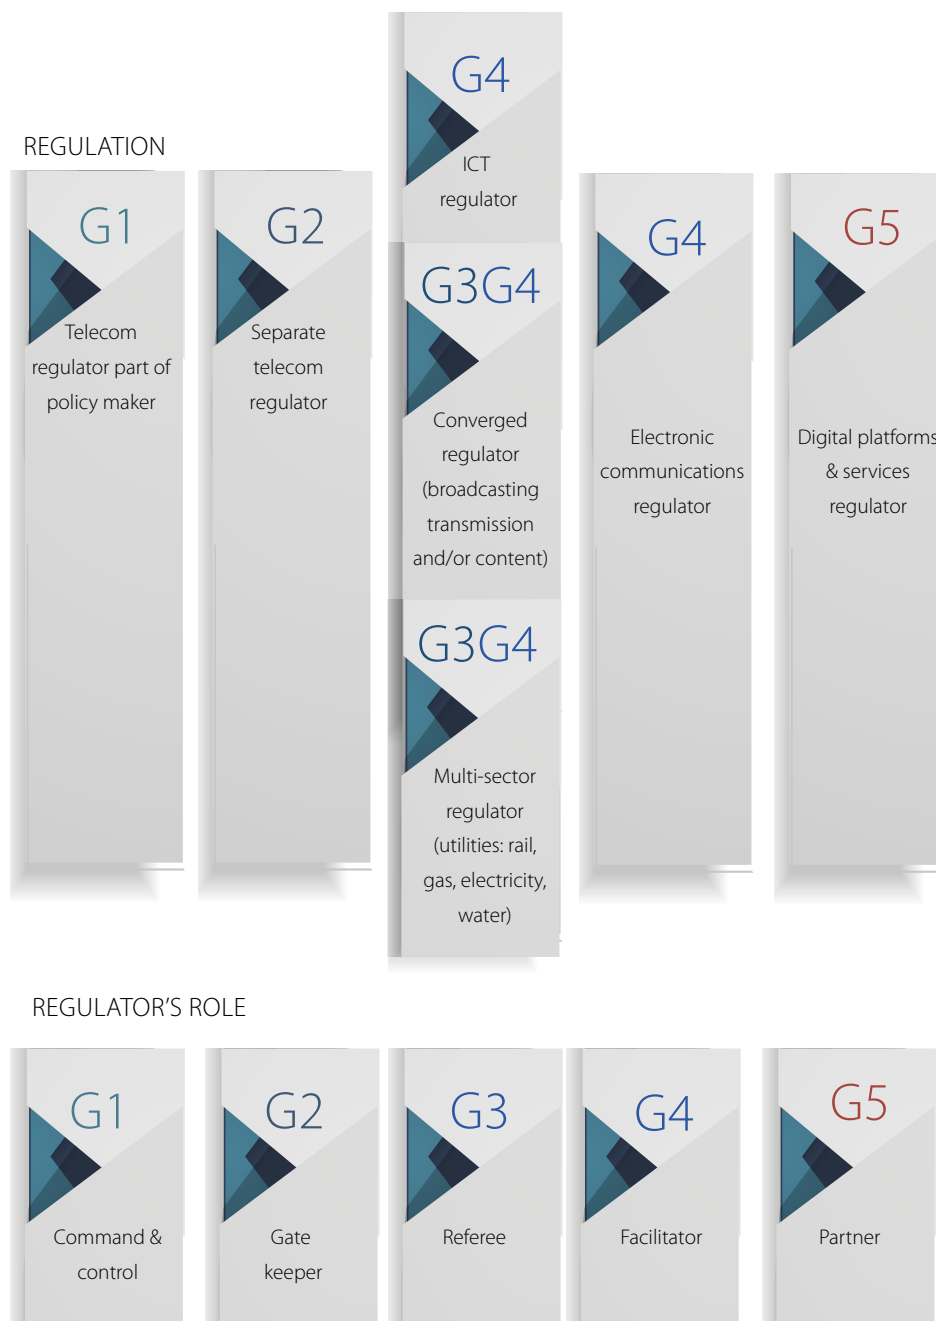 REGULATION
G1
Telecom
regulator part of
policy maker
G2
Separate
telecom
regulator
G4
ICT
regulator
G3G4
Converged
regulator
(broadcasting
transmission
and/or content)
G3G4
Multi-sector
regulator
(utilities: rail,
gas, electricity,
water)
G4
Electronic
communications
regulator
G5
Digital platforms
& services
regulator
REGULATOR’S ROLE
G1
Command &
control
G2
Gate
keeper
G3
Referee
G4
Facilitator
G5
Partner